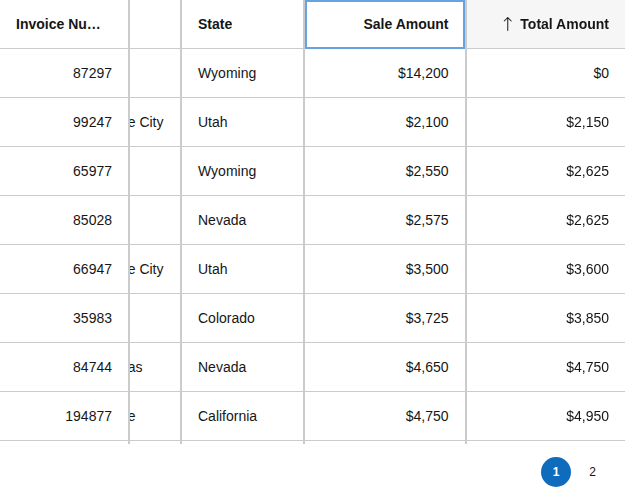 Invoice Nu… State Sale Amount ↑ Total Amount
87297 Wyoming $14,200 $0
99247 e City Utah $2,100 $2,150
65977 Wyoming $2,550 $2,625
85028 Nevada $2,575 $2,625
66947 e City Utah $3,500 $3,600
35983 Colorado $3,725 $3,850
84744 as Nevada $4,650 $4,750
194877 e California $4,750 $4,950
1 2